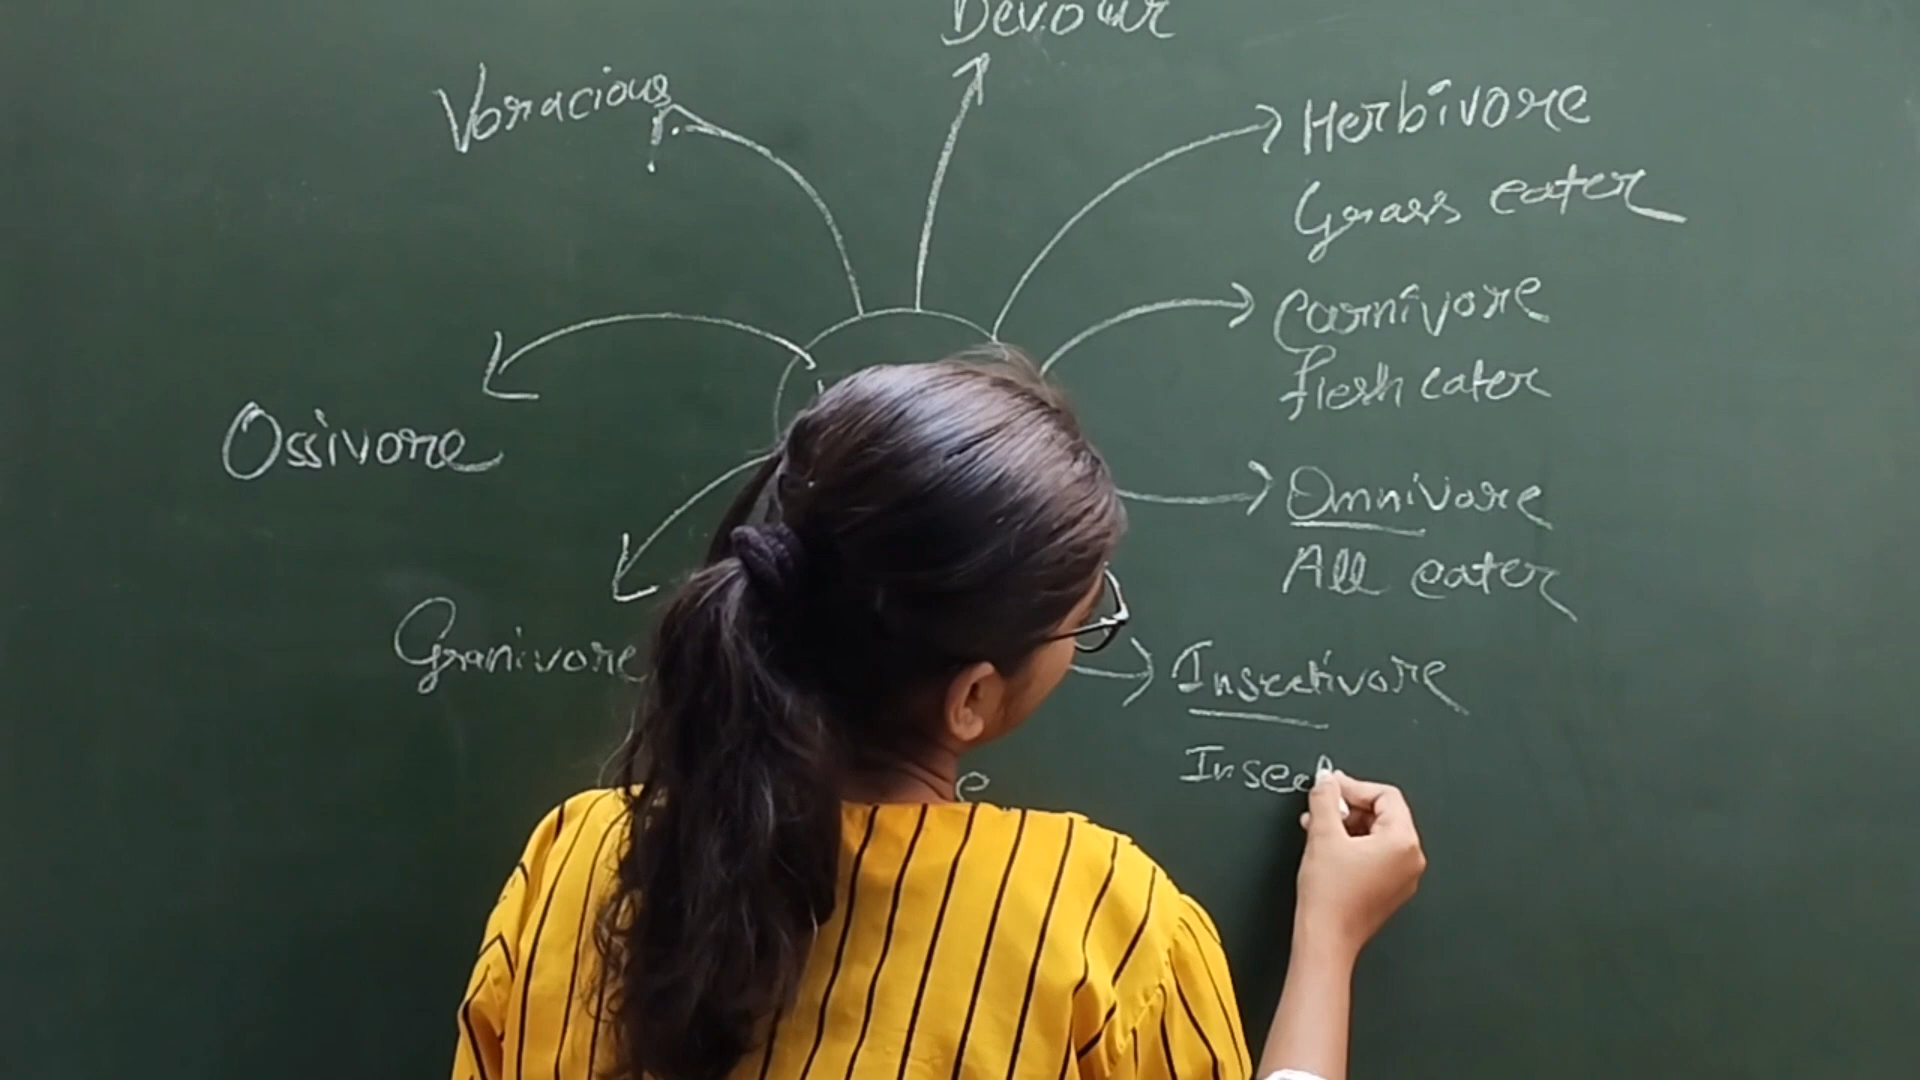 Devour
Voracious
Herbivore
Grass eater
Carnivore
flesh eater
Ossivore
Omnivore
All eater
Granivore
Insectivore
Insect